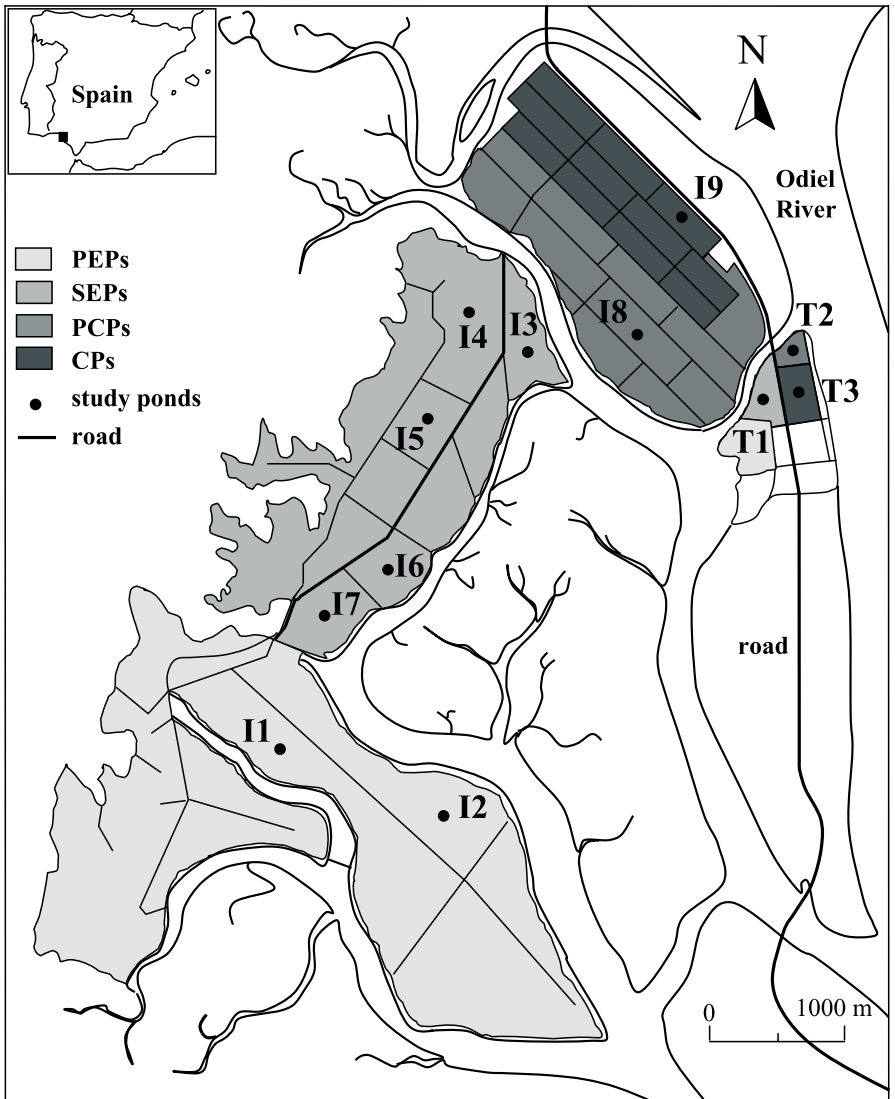 Spain
N
Odiel
River
I9
PEPs
SEPs
PCPs
CPs
study ponds
road
I4
I3
I8
T2
T3
T1
I5
I6
I7
road
I1
I2
0
1000 m